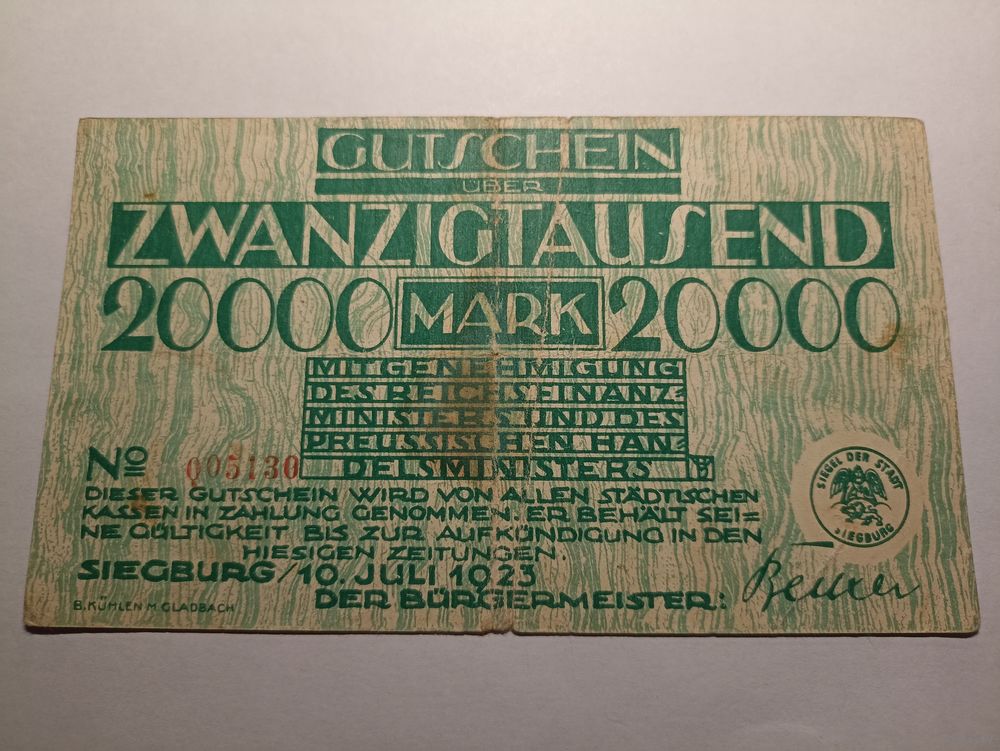 GUTSCHEIN
ÜBER
ZWANZIGTAUSEND
20000 MARK 20000
MIT GENEHMIGUNG
DES REICHSFINANZ=
MINISTERS UND DES
PREUSSISCHEN HAN=
DELSMINISTERS
No 005130
DIESER GUTSCHEIN WIRD VON ALLEN STÄDTISCHEN
KASSEN IN ZAHLUNG GENOMMEN. ER BEHÄLT SEI=
NE GÜLTIGKEIT BIS ZUR AUFKÜNDIGUNG IN DEN
HIESIGEN ZEITUNGEN.
SIEGBURG / 10. JULI 1923
DER BÜRGERMEISTER:
B. KÜHLEN M. GLADBACH
SIEGEL DER STADT
SIEGBURG